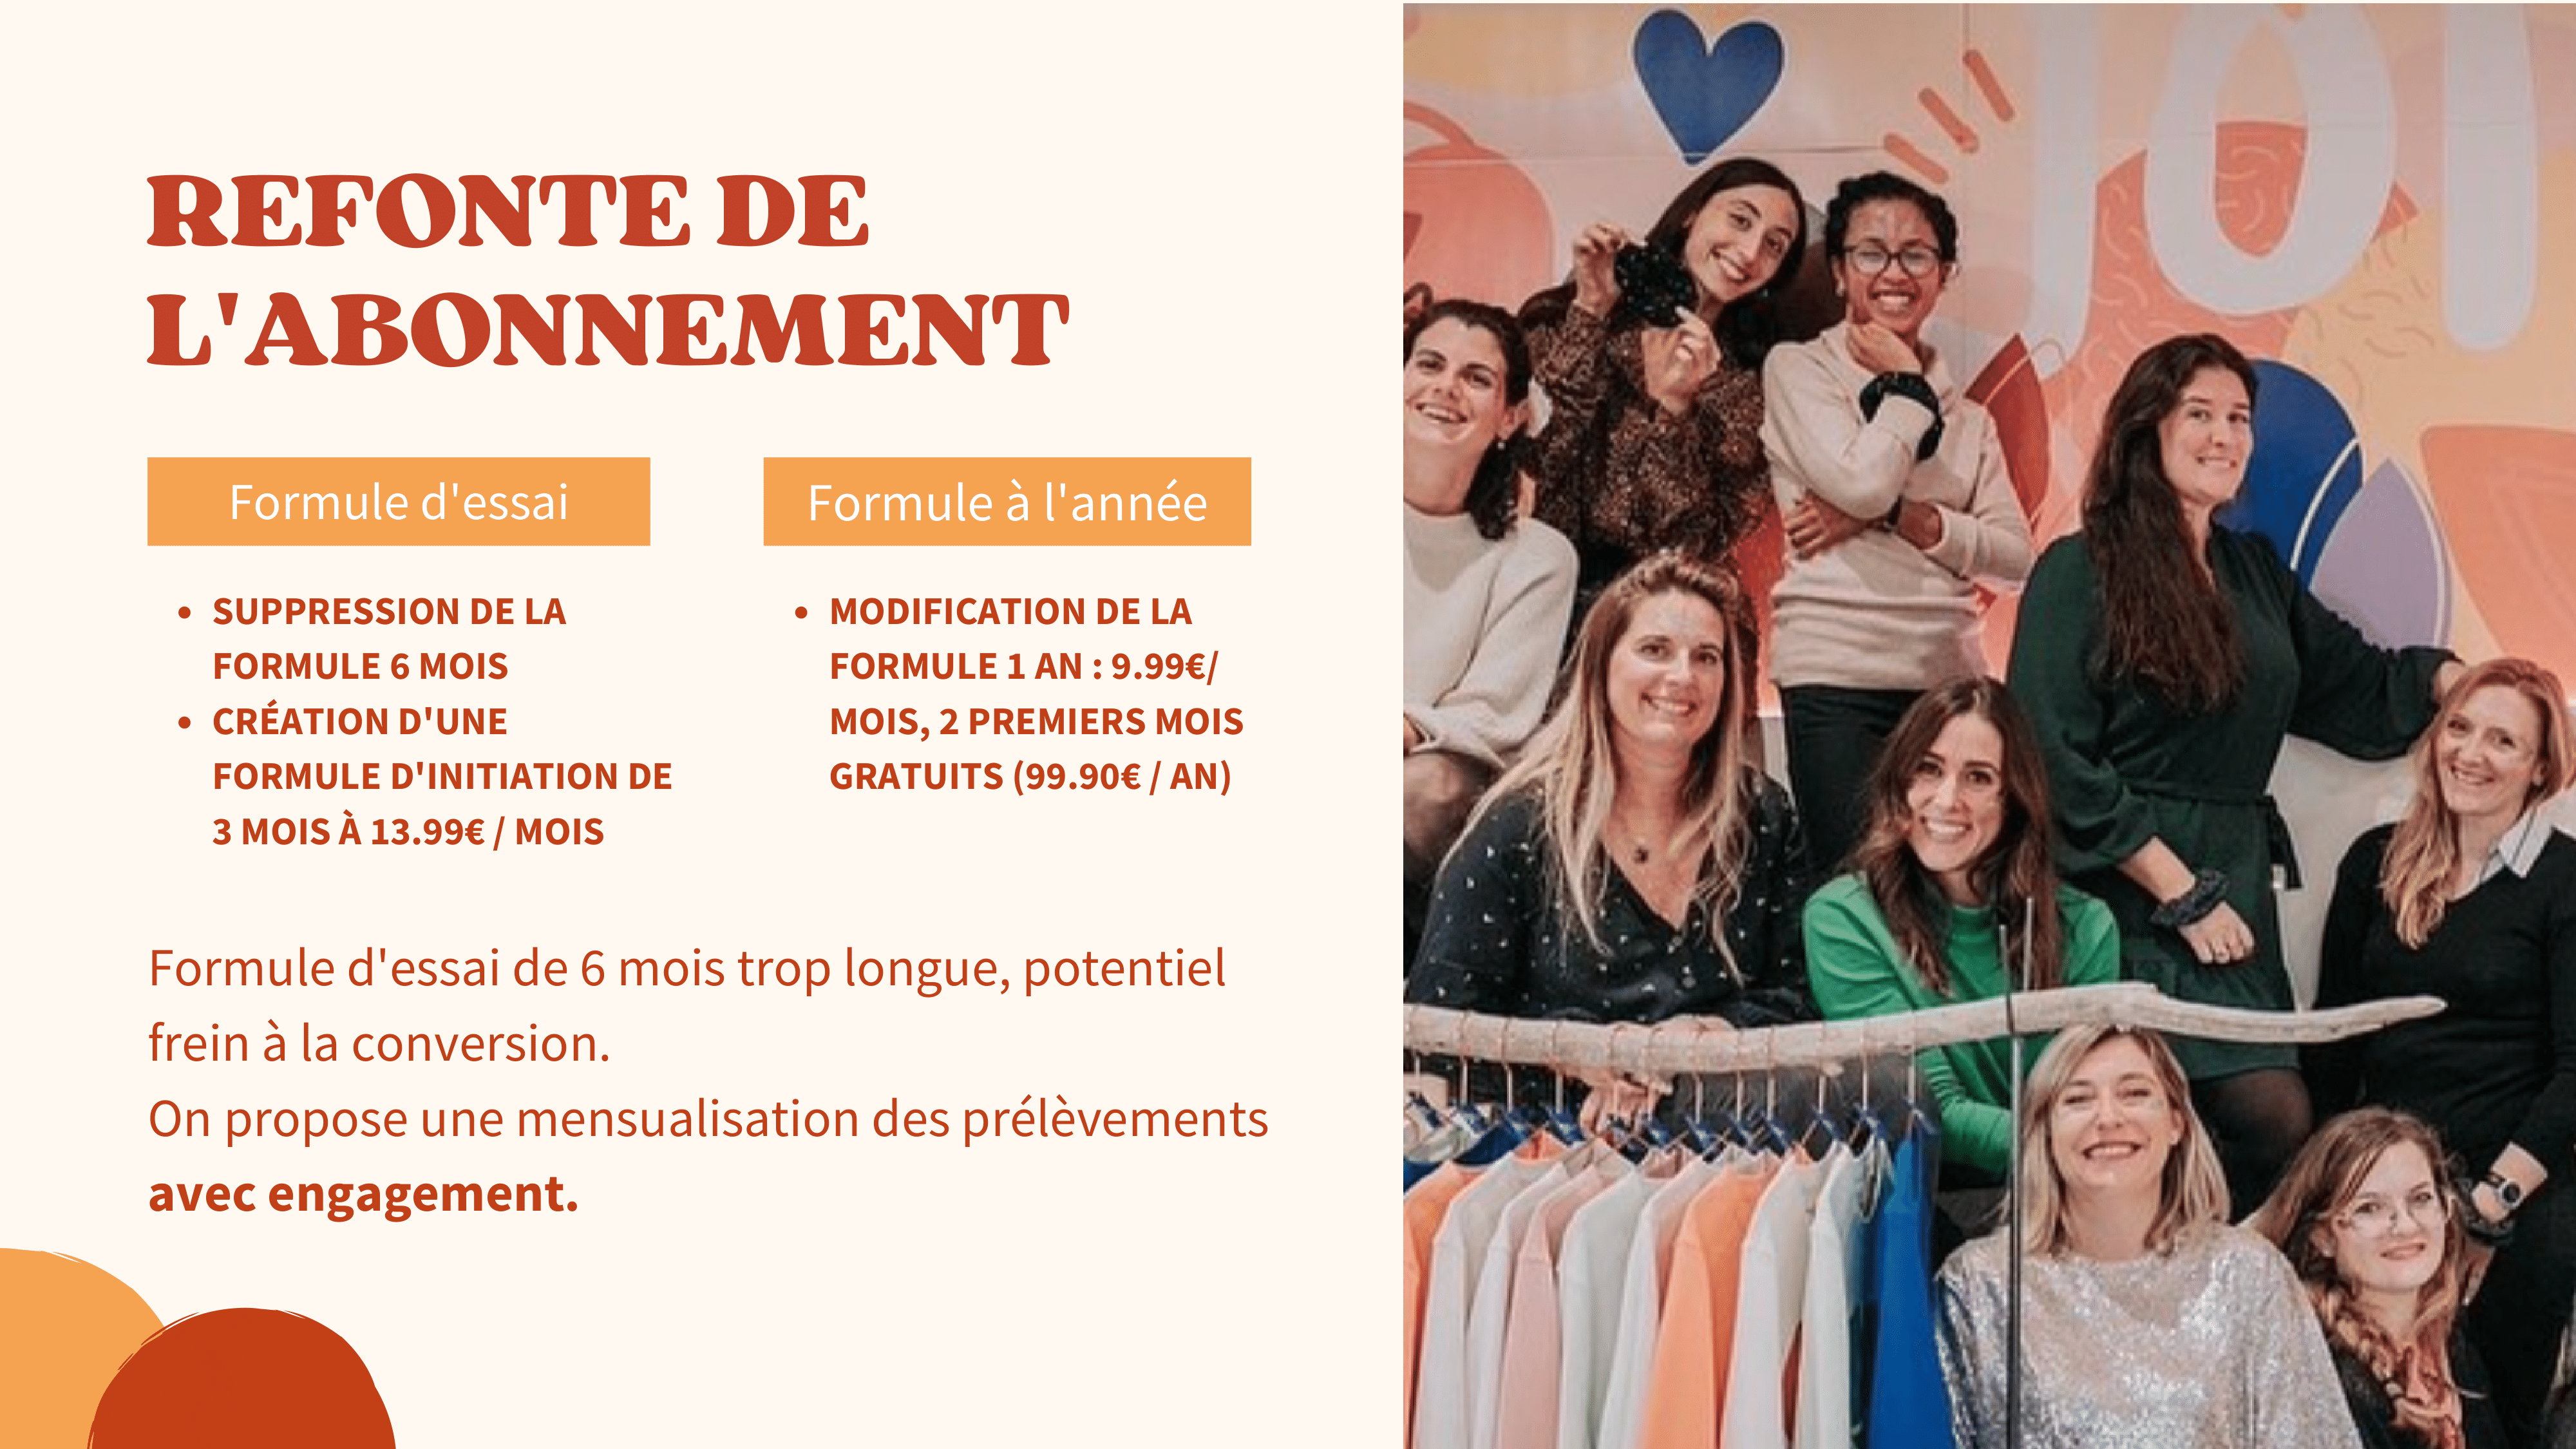 REFONTE DE
L'ABONNEMENT
Formule d'essai
• SUPPRESSION DE LA
FORMULE 6 MOIS
• CRÉATION D'UNE
FORMULE D'INITIATION DE
3 MOIS À 13.99€ / MOIS
Formule à l'année
• MODIFICATION DE LA
FORMULE 1 AN : 9.99€/
MOIS, 2 PREMIERS MOIS
GRATUITS (99.90€ / AN)
Formule d'essai de 6 mois trop longue, potentiel
frein à la conversion.
On propose une mensualisation des prélèvements
avec engagement.